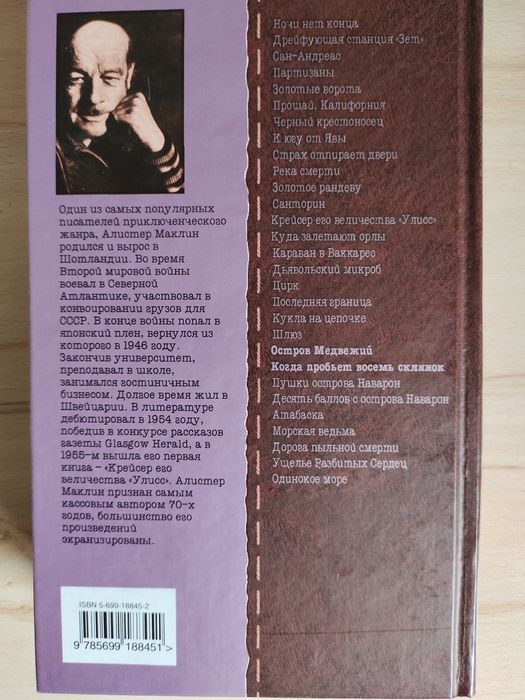 Один из самых популярных
писателей приключенческого
жанра, Алистер Маклин
родился и вырос в
Шотландии. Во время
Второй мировой войны
воевал в Северной
Атлантике, участвовал в
конвоировании грузов для
СССР. В конце войны попал в
японский плен, вернулся из
которого в 1946 году.
Закончив университет,
преподавал в школе,
занимался гостиничным
бизнесом. Долгое время жил в
Швейцарии. В литературе
дебютировал в 1954 году,
победив в конкурсе рассказов
газеты Glasgow Herald, а в
1955-м вышла его первая
книга – «Крейсер его
величества "Улисс». Алистер
Маклин признан самым
кассовым автором 70-х
годов, большинство его
произведений
экранизированы.
ISBN 5-699-18845-2
9 785699 188451 >
Ночи нет конца
Дрейфующая станция «Зет»
Сан-Андреас
Партизаны
Золотые ворота
Прощай, Калифорния
Черный крестоносец
К югу от Явы
Страх отпирает двери
Река смерти
Золотое рандеву
Санторин
Крейсер его величества «Улисс»
Куда залетают орлы
Караван в Ваккарес
Дьявольский микроб
Цирк
Последняя граница
Кукла на цепочке
Шлюз
Остров Медвежий
Когда пробьет восемь склянок
Пушки острова Наварон
Десять баллов с острова Наварон
Атабаска
Морская ведьма
Дорога пыльной смерти
Ущелье Разбитых Сердец
Одинокое море